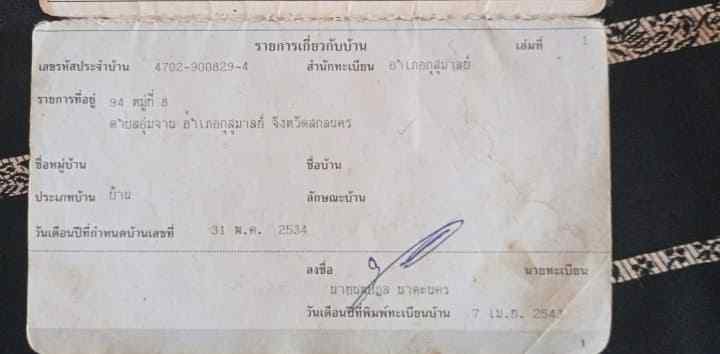 รายการเกี่ยวกับบ้าน เล่มที่ 1
เลขรหัสประจำบ้าน 4702-900829-4 สำนักทะเบียน อำเภอกุสุมาลย์
รายการที่อยู่ 94 หมู่ที่ 8
ตำบลอุ่มจาน อำเภอกุสุมาลย์ จังหวัดสกลนคร
ชื่อหมู่บ้าน ชื่อบ้าน
ประเภทบ้าน บ้าน ลักษณะบ้าน
วันเดือนปีที่กำหนดบ้านเลขที่ 31 พ.ค. 2534
ลงชื่อ นายทะเบียน
นาคะนคร
วันเดือนปีที่พิมพ์ทะเบียนบ้าน 7 เม.ย.
1